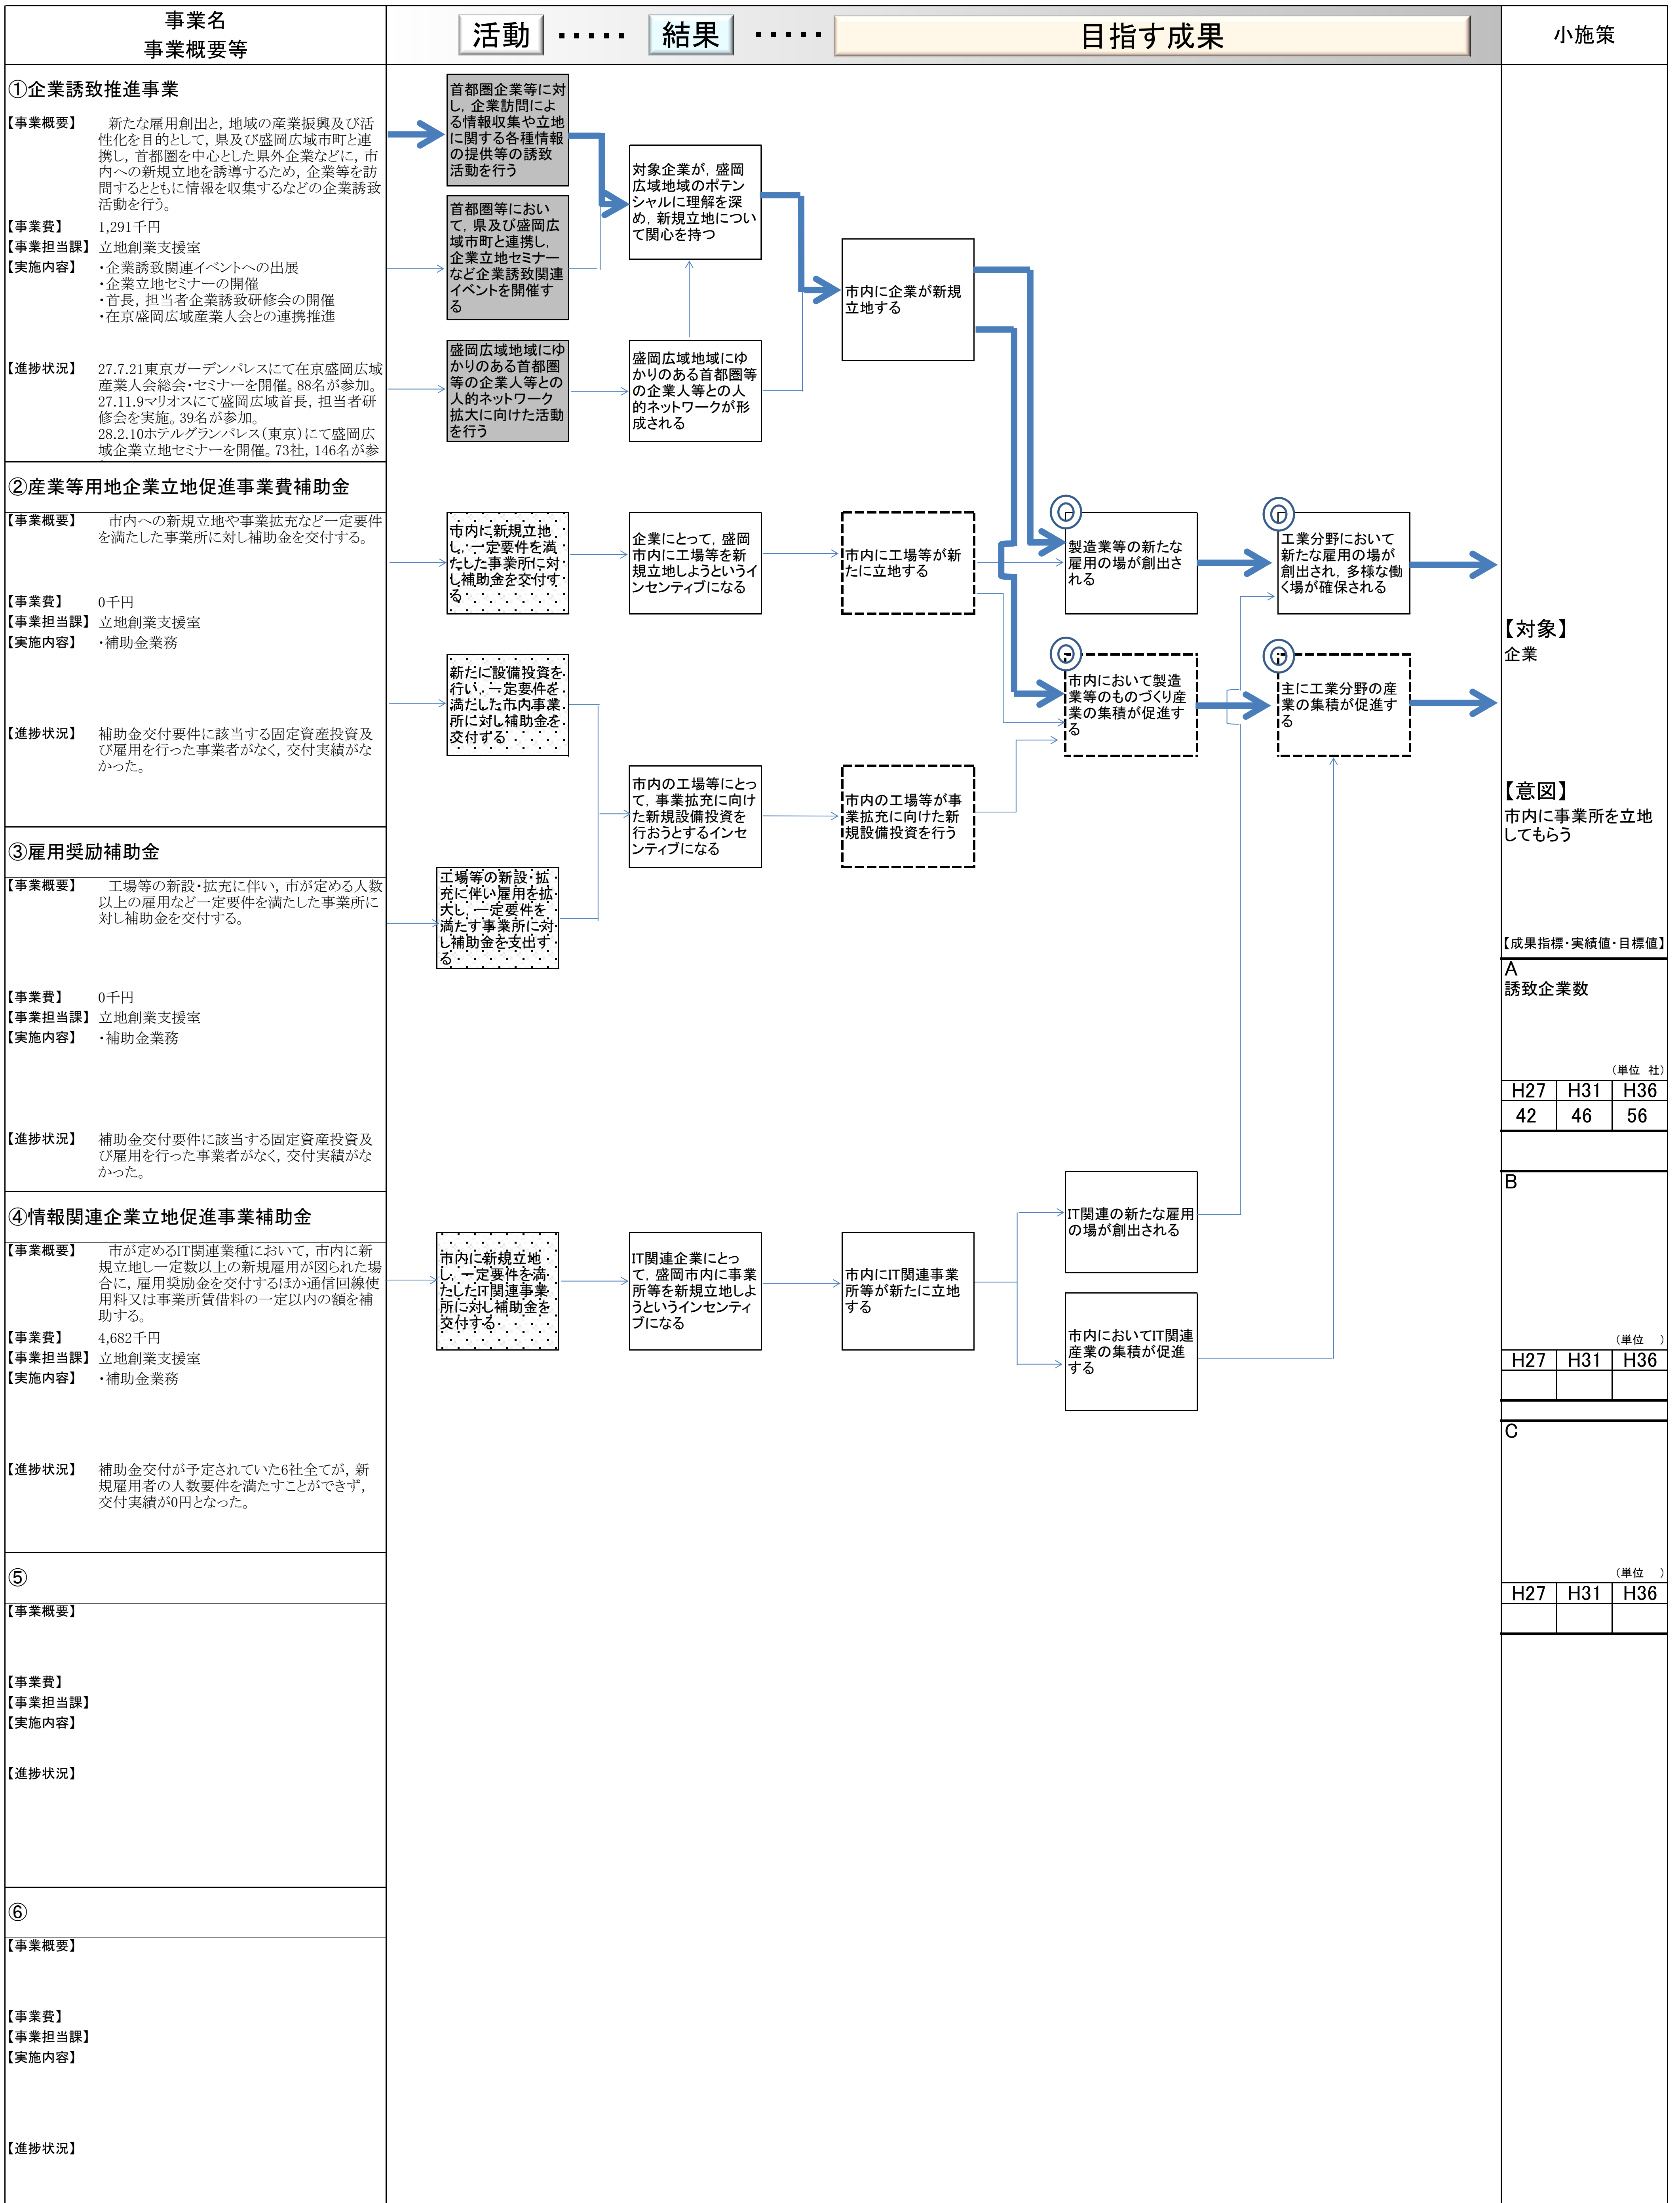 事業名
事業概要等
活動 ・・・・・ 結果 ・・・・・ 目指す成果
小施策
①企業誘致推進事業
【事業概要】 新たな雇用創出と，地域の産業振興及び活
性化を目的として，県及び盛岡広域市町と連
携し，首都圏を中心とした県外企業などに，市
内への新規立地を誘導するため，企業等を訪
問するとともに情報を収集するなどの企業誘致
活動を行う。
【事業費】 1,291千円
【事業担当課】 立地創業支援室
【実施内容】 ・企業誘致関連イベントへの出展
・企業立地セミナーの開催
・首長，担当者企業誘致研修会の開催
・在京盛岡広域産業人会との連携推進
【進捗状況】 27.7.21東京ガーデンパレスにて在京盛岡広域
産業人会総会・セミナーを開催。88名が参加。
27.11.9マリオスにて盛岡広域首長，担当者研
修会を実施。39名が参加。
28.2.10ホテルグランパレス（東京）にて盛岡広
域企業立地セミナーを開催。73社，146名が参
首都圏企業等に対
し，企業訪問によ
る情報収集や立地
に関する各種情報
の提供等の誘致
活動を行う
首都圏等におい
て，県及び盛岡広
域市町と連携し，
企業立地セミナー
など企業誘致関連
イベントを開催す
る
盛岡広域地域にゆ
かりのある首都圏
等の企業人等との
人的ネットワーク
拡大に向けた活動
を行う
対象企業が，盛岡
広域地域のポテン
シャルに理解を深
め，新規立地につい
て関心を持つ
盛岡広域地域にゆ
かりのある首都圏等
の企業人等との人
的ネットワークが形
成される
市内に企業が新規
立地する
②産業等用地企業立地促進事業費補助金
【事業概要】 市内への新規立地や事業拡充など一定要件
を満たした事業所に対し補助金を交付する。
【事業費】 0千円
【事業担当課】 立地創業支援室
【実施内容】 ・補助金業務
【進捗状況】 補助金交付要件に該当する固定資産投資及
び雇用を行った事業者がなく，交付実績がな
かった。
市内に新規立地
し，一定要件を満
たした事業所に対
し補助金を交付す
る
企業にとって，盛岡
市内に工場等を新
規立地しようというイ
ンセンティブになる
市内に工場等が新
たに立地する
製造業等の新たな
雇用の場が創出さ
れる
工業分野において
新たな雇用の場が
創出され，多様な働
く場が確保される
新たに設備投資を
行い，一定要件を
満たした市内事業
所に対し補助金を
交付する
市内において製造
業等のものづくり産
業の集積が促進す
る
主に工業分野の産
業の集積が促進す
る
市内の工場等にとっ
て，事業拡充に向け
た新規設備投資を
行おうとするインセ
ンティブになる
市内の工場等が事
業拡充に向けた新
規設備投資を行う
③雇用奨励補助金
【事業概要】 工場等の新設・拡充に伴い，市が定める人数
以上の雇用など一定要件を満たした事業所に
対し補助金を交付する。
【事業費】 0千円
【事業担当課】 立地創業支援室
【実施内容】 ・補助金業務
【進捗状況】 補助金交付要件に該当する固定資産投資及
び雇用を行った事業者がなく，交付実績がな
かった。
工場等の新設・拡
充に伴い雇用を拡
大し，一定要件を
満たす事業所に対
し補助金を支出す
る
④情報関連企業立地促進事業補助金
【事業概要】 市が定めるIT関連業種において，市内に新
規立地し一定数以上の新規雇用が図られた場
合に，雇用奨励金を交付するほか通信回線使
用料又は事業所賃借料の一定以内の額を補
助する。
【事業費】 4,682千円
【事業担当課】 立地創業支援室
【実施内容】 ・補助金業務
【進捗状況】 補助金交付が予定されていた6社全てが，新
規雇用者の人数要件を満たすことができず，
交付実績が0円となった。
市内に新規立地
し，一定要件を満
たしたIT関連事業
所に対し補助金を
交付する
IT関連企業にとっ
て，盛岡市内に事業
所等を新規立地しよ
うというインセンティ
ブになる
市内にIT関連事業
所等が新たに立地
する
IT関連の新たな雇用
の場が創出される
市内においてIT関連
産業の集積が促進
する
⑤
【事業概要】
【事業費】
【事業担当課】
【実施内容】
【進捗状況】
⑥
【事業概要】
【事業費】
【事業担当課】
【実施内容】
【進捗状況】
【対象】
企業
【意図】
市内に事業所を立地
してもらう
【成果指標・実績値・目標値】
A
誘致企業数
（単位 社）
H27 H31 H36
42 46 56
B
（単位 ）
H27 H31 H36
C
（単位 ）
H27 H31 H36